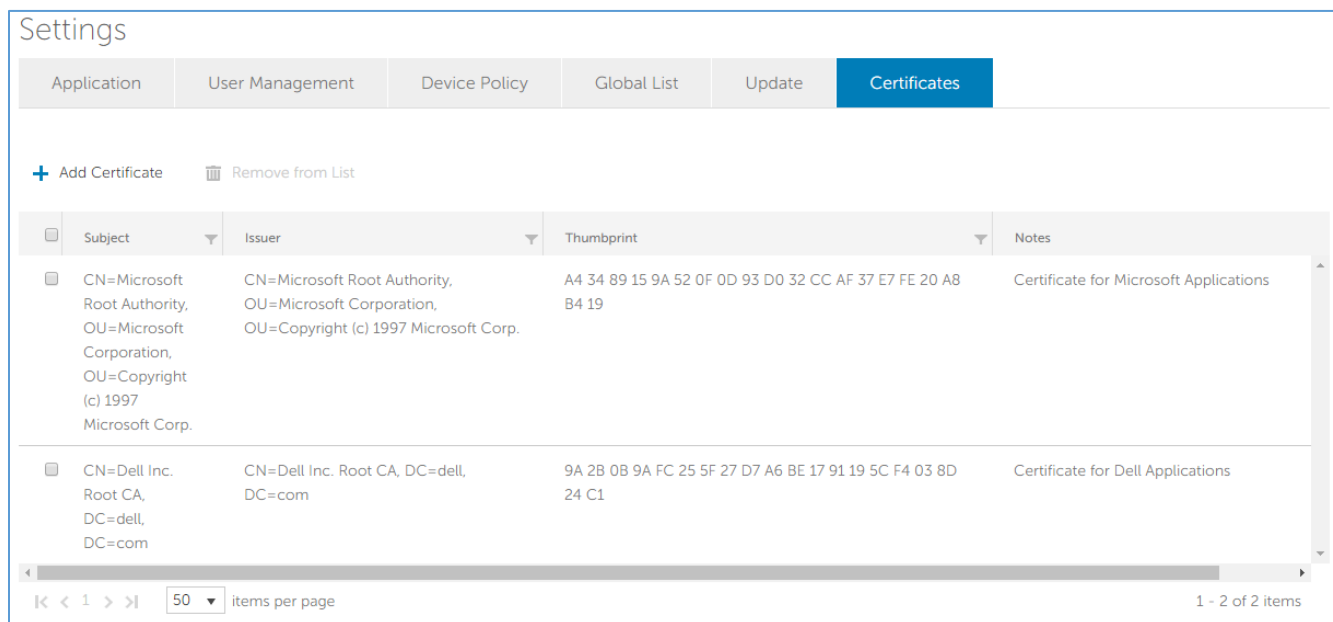 Settings
Application User Management Device Policy Global List Update Certificates
Add Certificate Remove from List
Subject Issuer Thumbprint Notes
CN=Microsoft CN=Microsoft Root Authority, A4 34 89 15 9A 52 0F 0D 93 D0 32 CC AF 37 E7 FE 20 A8 Certificate for Microsoft Applications
Root Authority, OU=Microsoft Corporation, B4 19
OU=Microsoft OU=Copyright (c) 1997 Microsoft Corp.
Corporation,
OU=Copyright
(c) 1997
Microsoft Corp.
CN=Dell Inc. CN=Dell Inc. Root CA, DC=dell, 9A 2B 0B 9A FC 25 5F 27 D7 A6 BE 17 91 19 5C F4 03 8D Certificate for Dell Applications
Root CA, DC=com 24 C1
DC=dell,
DC=com
1 50 items per page 1 - 2 of 2 items